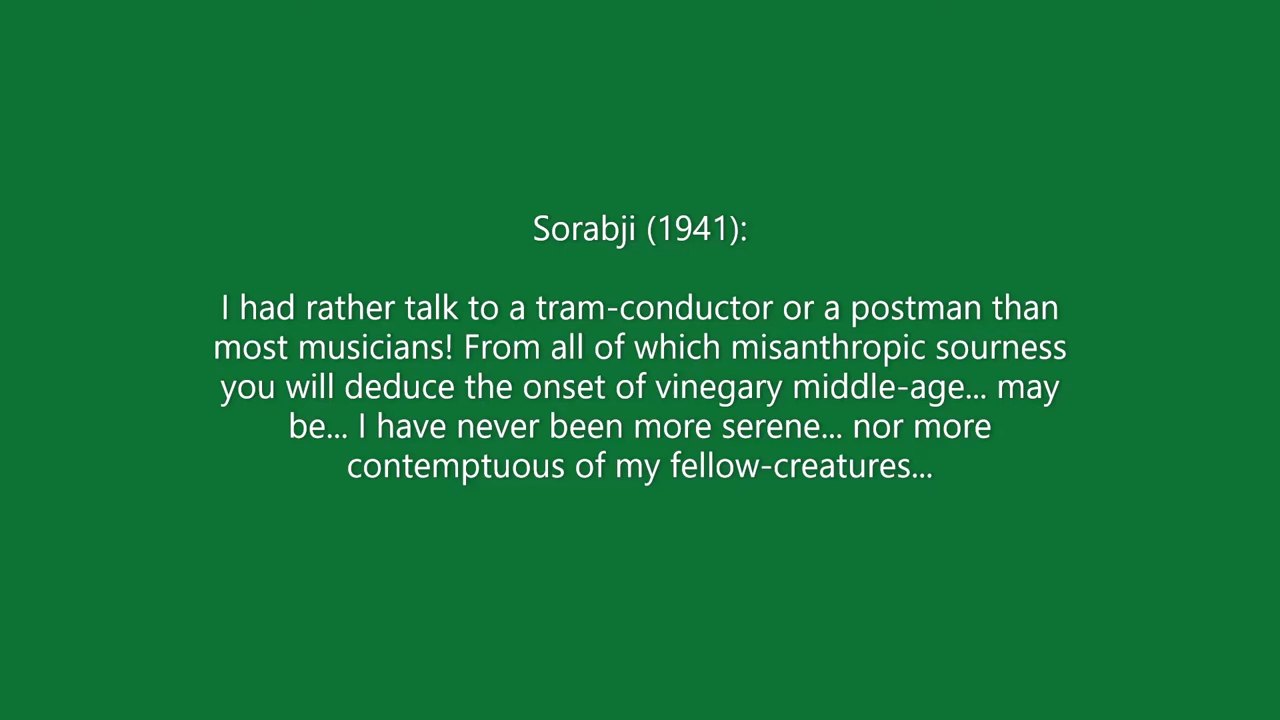 Sorabji (1941):
I had rather talk to a tram-conductor or a postman than
most musicians! From all of which misanthropic sourness
you will deduce the onset of vinegary middle-age... may
be... I have never been more serene... nor more
contemptuous of my fellow-creatures...